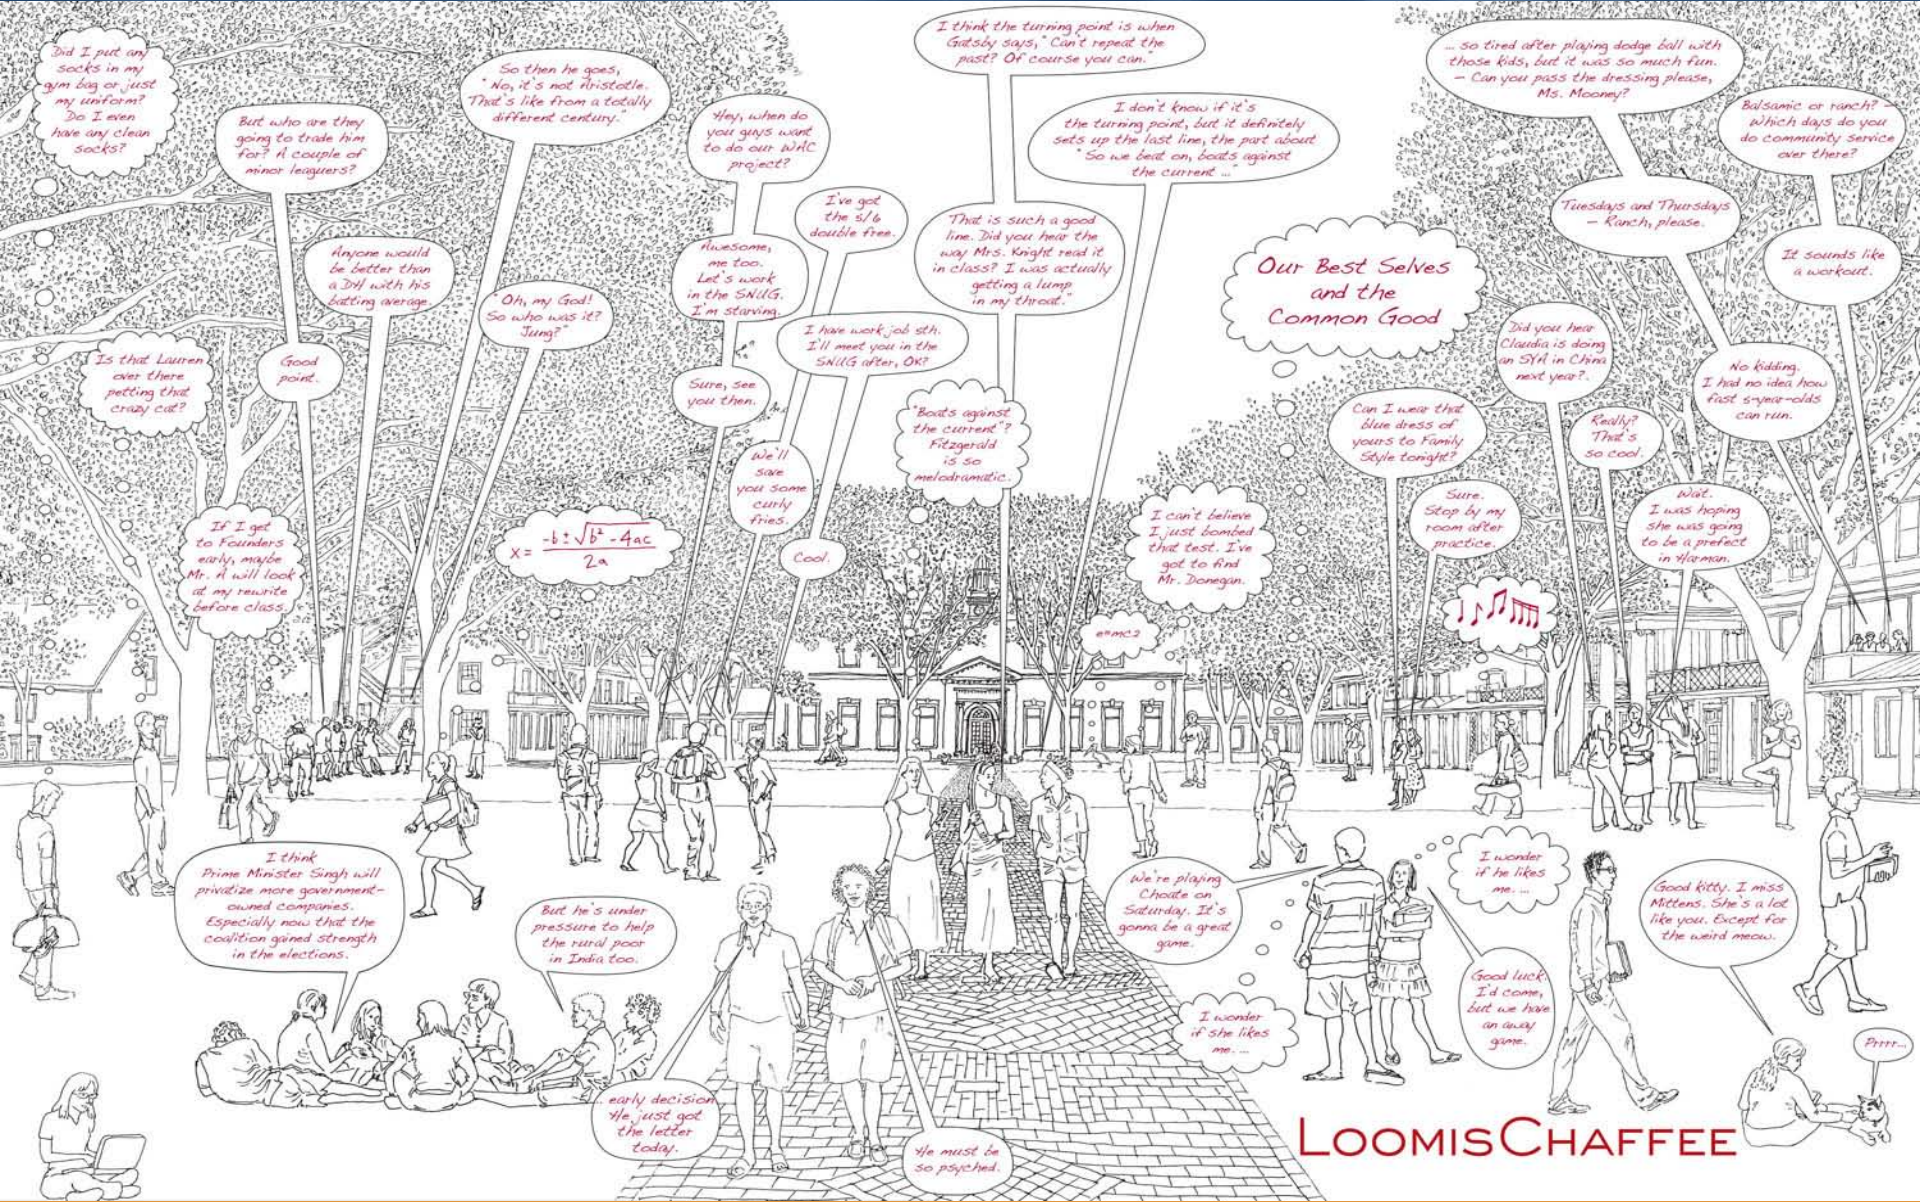 Did I put any
socks in my
gym bag or just
my uniform?
Do I even
have any clean
socks?
But who are they
going to trade him
for? A couple of
minor leaguers?
Anyone would
be better than
a DH with his
batting average.
Good
point.
So then he goes,
"No, it's not Aristotle.
That's like from a totally
different century."
"Oh, my God!
So who was it?
Jung?"
Is that Lauren
over there
petting that
crazy cat?
If I get
to Founders
early, maybe
Mr. A will look
at my rewrite
before class.
x = -b ± √b² - 4ac
2a
Hey, when do
you guys want
to do our WAC
project?
I've got
the 5/6
double free.
Awesome,
me too.
Let's work
in the SNUG.
I'm starving.
I have work job 5th.
I'll meet you in the
SNUG after, OK?
Sure, see
you then.
We'll
save
you some
curly
fries.
Cool.
I think the turning point is when
Gatsby says, "Can't repeat the
past? Of course you can."
I don't know if it's
the turning point, but it definitely
sets up the last line, the part about
"So we beat on, boats against
the current ..."
That is such a good
line. Did you hear the
way Mrs. Knight read it
in class? I was actually
getting a lump
in my throat."
"Boats against
the current"?
Fitzgerald
is so
melodramatic.
I can't believe
I just bombed
that test. I've
got to find
Mr. Donegan.
e=mc2
Our Best Selves
and the
Common Good
... so tired after playing dodge ball with
those kids, but it was so much fun.
— Can you pass the dressing please,
Ms. Mooney?
Balsamic or ranch? —
Which days do you
do community service
over there?
Tuesdays and Thursdays
— Ranch, please.
It sounds like
a workout.
No kidding.
I had no idea how
fast 5-year-olds
can run.
Did you hear
Claudia is doing
an SYA in China
next year?.
Really?
That's
so cool.
Wait.
I was hoping
she was going
to be a prefect
in Harman.
Can I wear that
blue dress of
yours to Family
Style tonight?
Sure.
Stop by my
room after
practice.
I think
Prime Minister Singh will
privatize more government-
owned companies.
Especially now that the
coalition gained strength
in the elections.
But he's under
pressure to help
the rural poor
in India too.
... early decision.
He just got
the letter
today.
He must be
so psyched.
We're playing
Choate on
Saturday. It's
gonna be a great
game.
I wonder
if he likes
me. ...
I wonder
if she likes
me. ...
Good luck.
I'd come,
but we have
an away
game.
Good kitty. I miss
Mittens. She's a lot
like you. Except for
the weird meow.
Prrrr...
LOOMISCHAFFEE